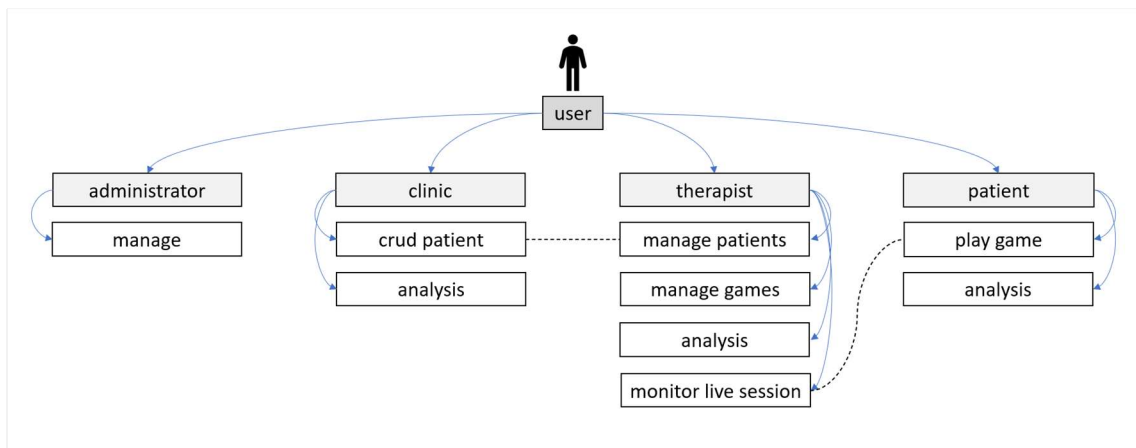 user
administrator
clinic
therapist
patient
manage
crud patient
manage patients
play game
analysis
manage games
analysis
analysis
monitor live session